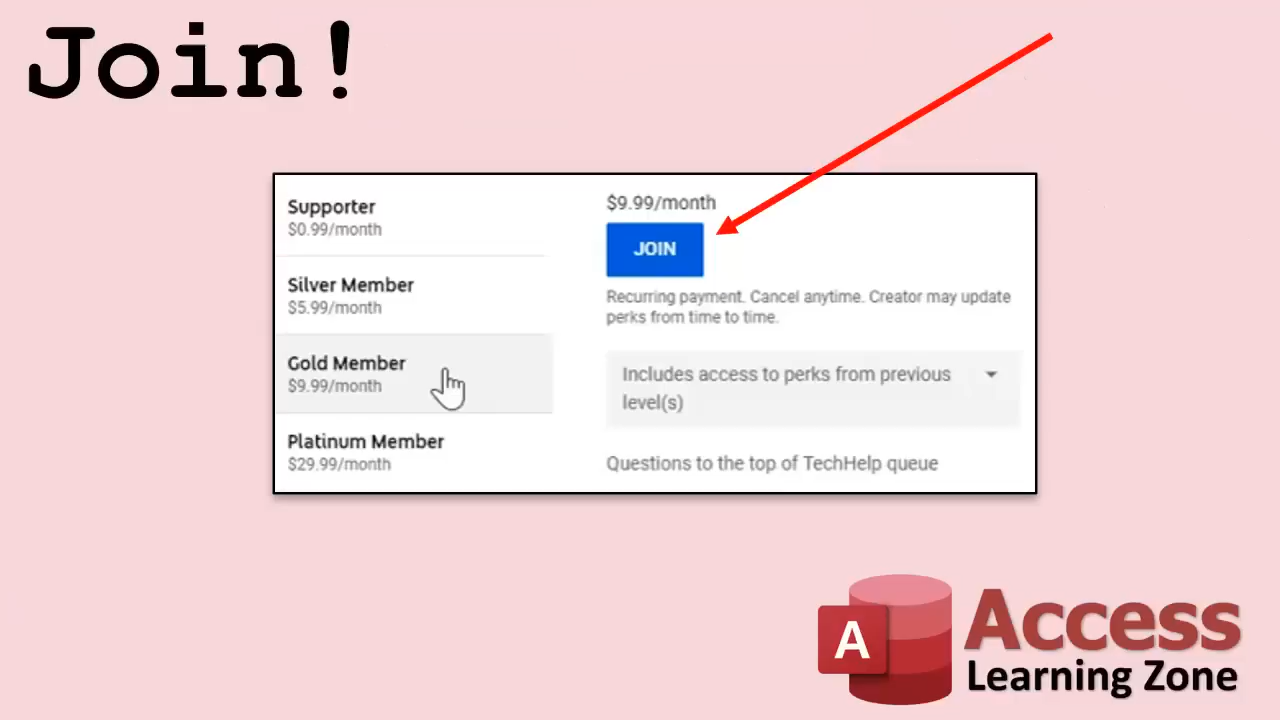 Join!
Supporter
$0.99/month
Silver Member
$5.99/month
Gold Member
$9.99/month
Platinum Member
$29.99/month
$9.99/month
JOIN
Recurring payment. Cancel anytime. Creator may update
perks from time to time.
Includes access to perks from previous
level(s)
Questions to the top of TechHelp queue
A
Access
Learning Zone